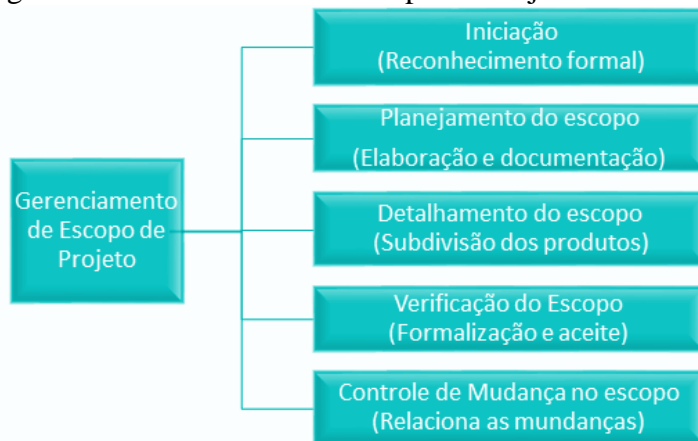 Iniciação
(Reconhecimento formal)
Planejamento do escopo
(Elaboração e documentação)
Gerenciamento
de Escopo de
Projeto
Detalhamento do escopo
(Subdivisão dos produtos)
Verificação do Escopo
(Formalização e aceite)
Controle de Mudança no escopo
(Relaciona as mundanças)